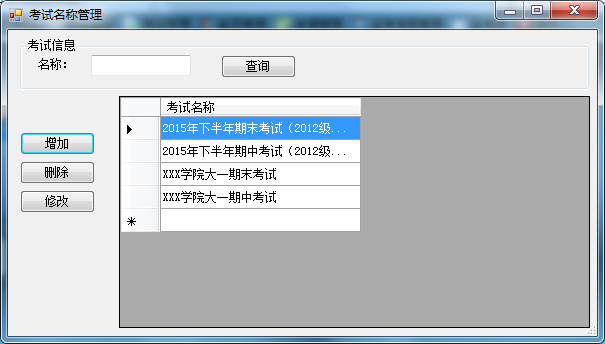 考试名称管理
考试信息
名称： 查询
考试名称
增加
2015年下半年期末考试（2012级...
2015年下半年期中考试（2012级...
删除
XXX学院大一期末考试
修改
XXX学院大一期中考试